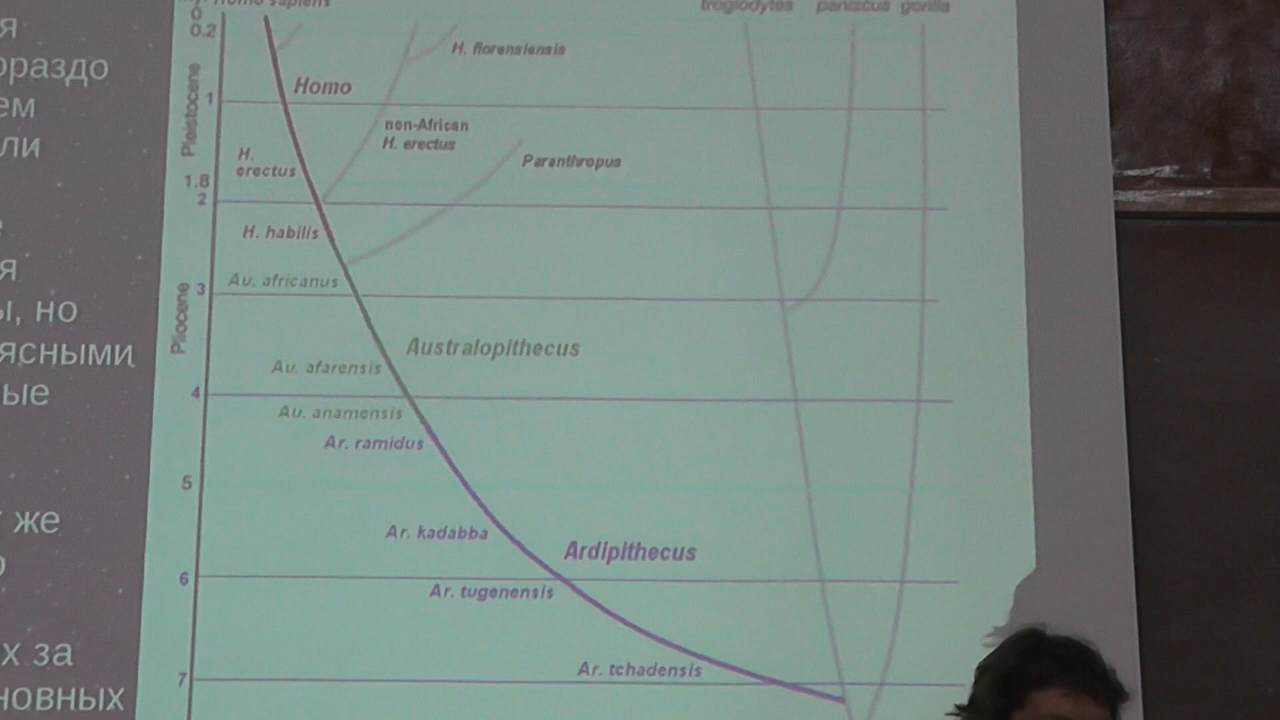 Homo sapiens
troglodytes paniscus gorilla
0
0.2
Pleistocene
1
1.8
2
Pliocene
3
4
5
6
7
H. florensiensis
Homo
non-African
H. erectus
H.
erectus
Paranthropus
H. habilis
Au. africanus
Australopithecus
Au. afarensis
Au. anamensis
Ar. ramidus
Ar. kadabba
Ardipithecus
Ar. tugenensis
Ar. tchadensis
я
ораздо
ем
ли
я
ы, но
ясными
ые
же
х за
новных